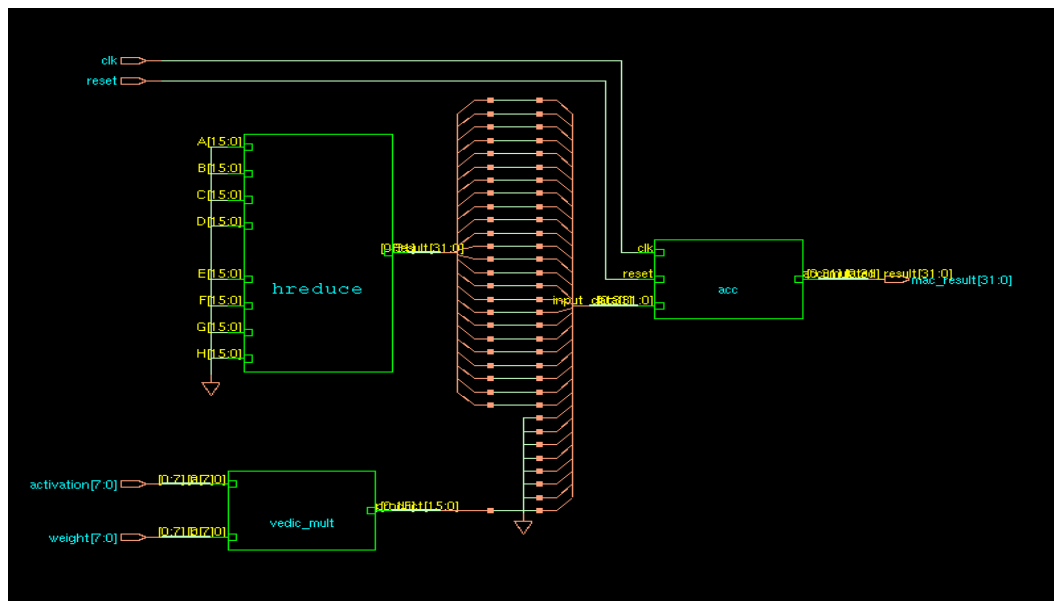 clk
reset
A[15:0]
B[15:0]
C[15:0]
D[15:0]
E[15:0]
F[15:0]
G[15:0]
H[15:0]
hreduce
clk
reset
acc
mac_result[31:0]
activation[7:0]
weight[7:0]
vedic_mult